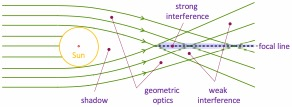 strong
interference
Sun
focal line
shadow
geometric
optics
weak
interference